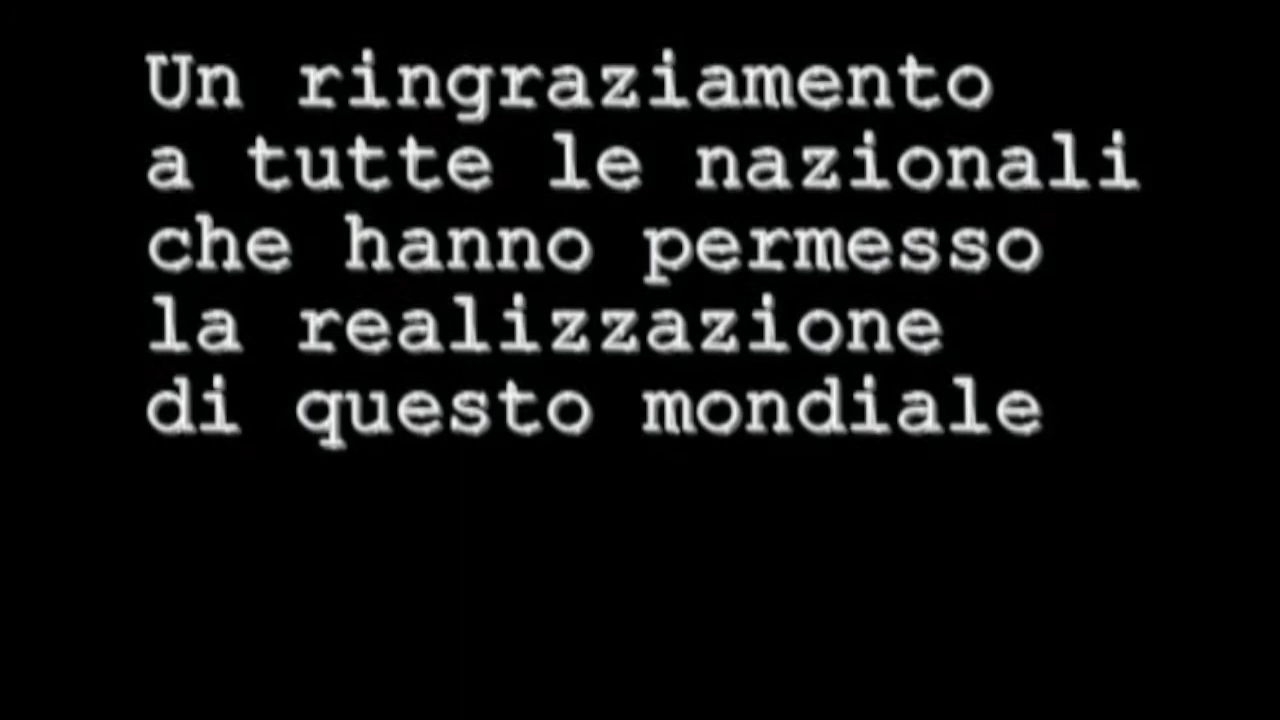 Un ringraziamento
a tutte le nazionali
che hanno permesso
la realizzazione
di questo mondiale